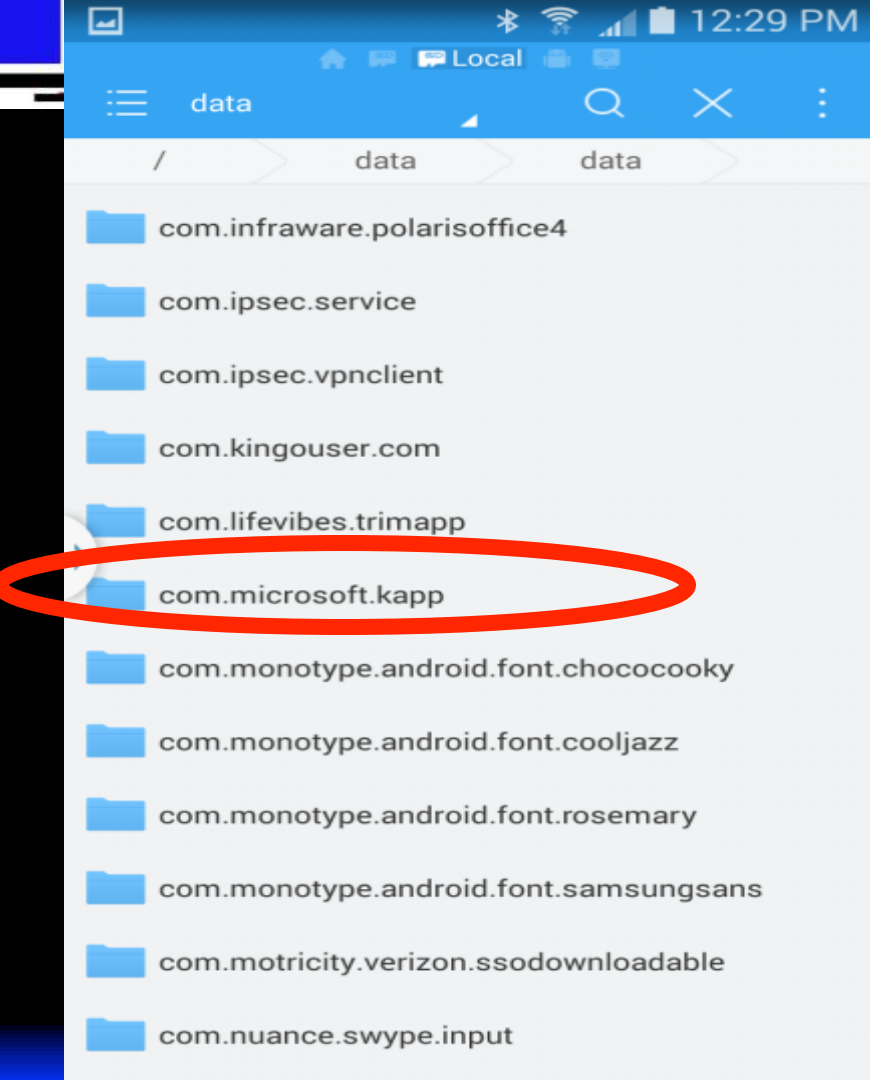 12:29 PM
Local
data
/ data data
com.infraware.polarisoffice4
com.ipsec.service
com.ipsec.vpnclient
com.kingouser.com
com.lifevibes.trimapp
com.microsoft.kapp
com.monotype.android.font.chococooky
com.monotype.android.font.cooljazz
com.monotype.android.font.rosemary
com.monotype.android.font.samsungsans
com.motricity.verizon.ssodownloadable
com.nuance.swype.input